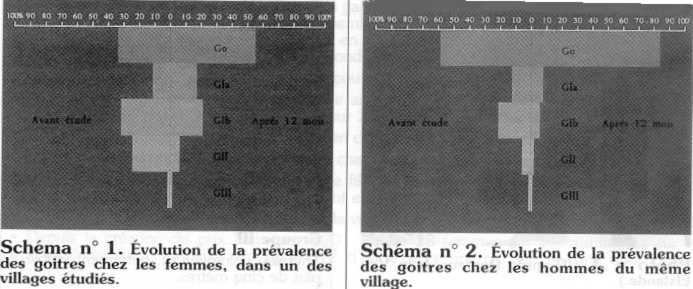 100% 90 80 70 60 50 40 30 20 10 0 10 20 30 40 50 60 70 80 90 100%
Go
GIa
Avant étude GIb Après 12 mois
GII
GIII
Schéma n° 1. Évolution de la prévalence
des goitres chez les femmes, dans un des
villages étudiés.
100% 90 80 70 60 50 40 30 20 10 0 10 20 30 40 50 60 70 80 90 100%
Go
GIa
Avant étude GIb Après 12 mois
GII
GIII
Schéma n° 2. Évolution de la prévalence
des goitres chez les hommes du même
village.